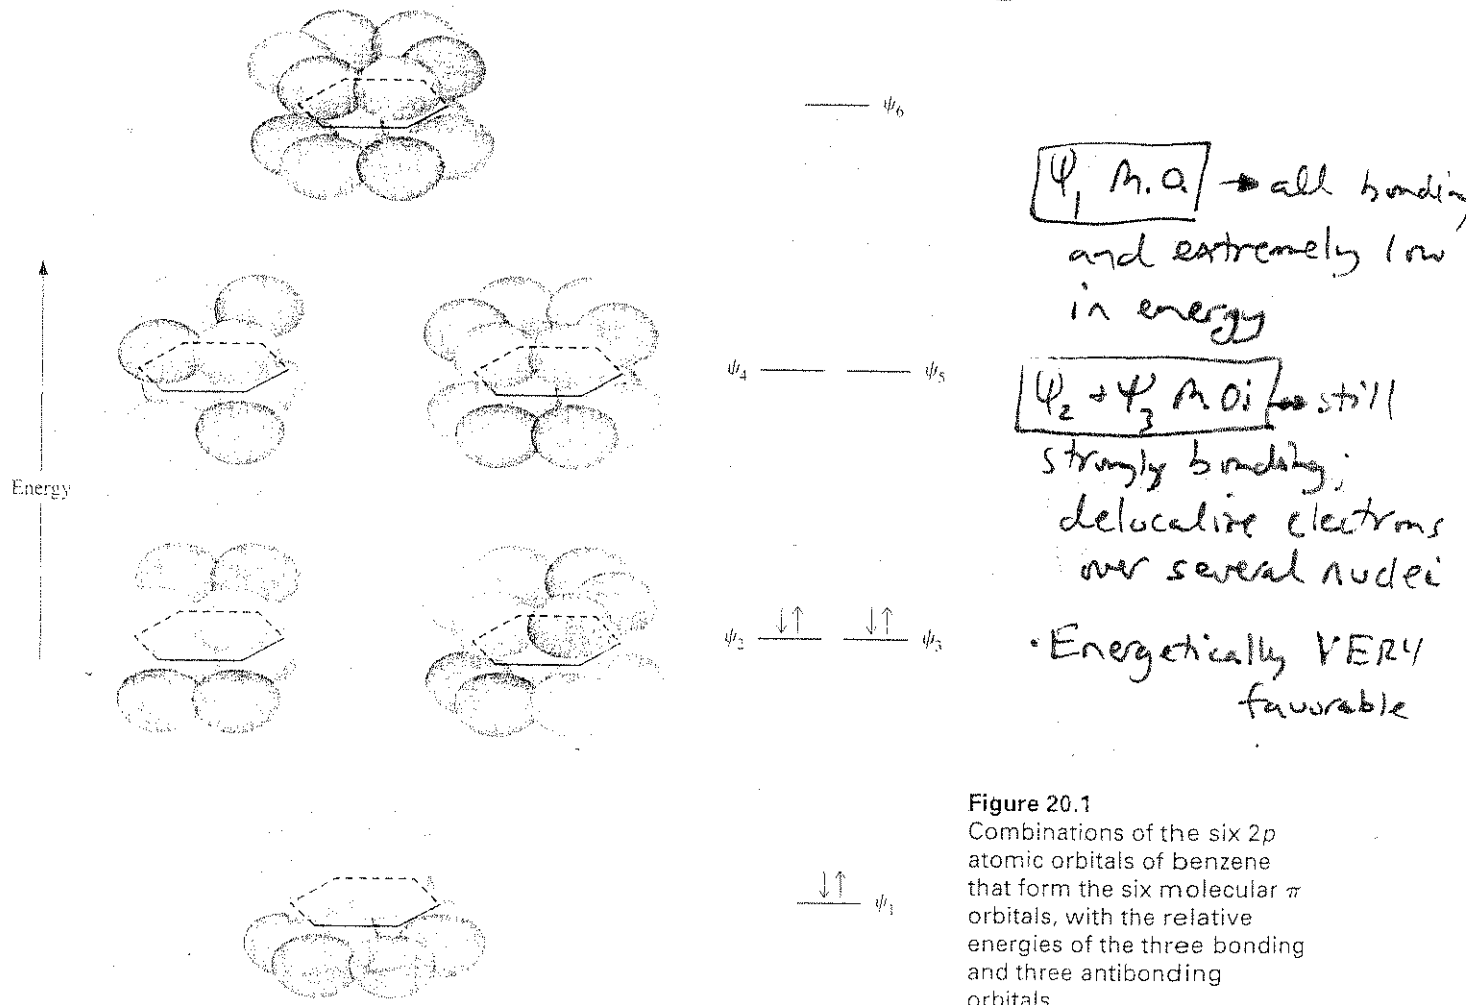 ψ6
Ψ1 M.O. → all bonding
and extremely low
in energy
Energy
ψ4
ψ5
Ψ2 + Ψ3 M.O.
→ still
strongly bonding;
delocalize electrons
over several nuclei
ψ2 ↓↑ ↓↑ ψ3
• Energetically VERY
favorable
↓↑ ψ1
Figure 20.1
Combinations of the six 2p
atomic orbitals of benzene
that form the six molecular π
orbitals, with the relative
energies of the three bonding
and three antibonding
orbitals